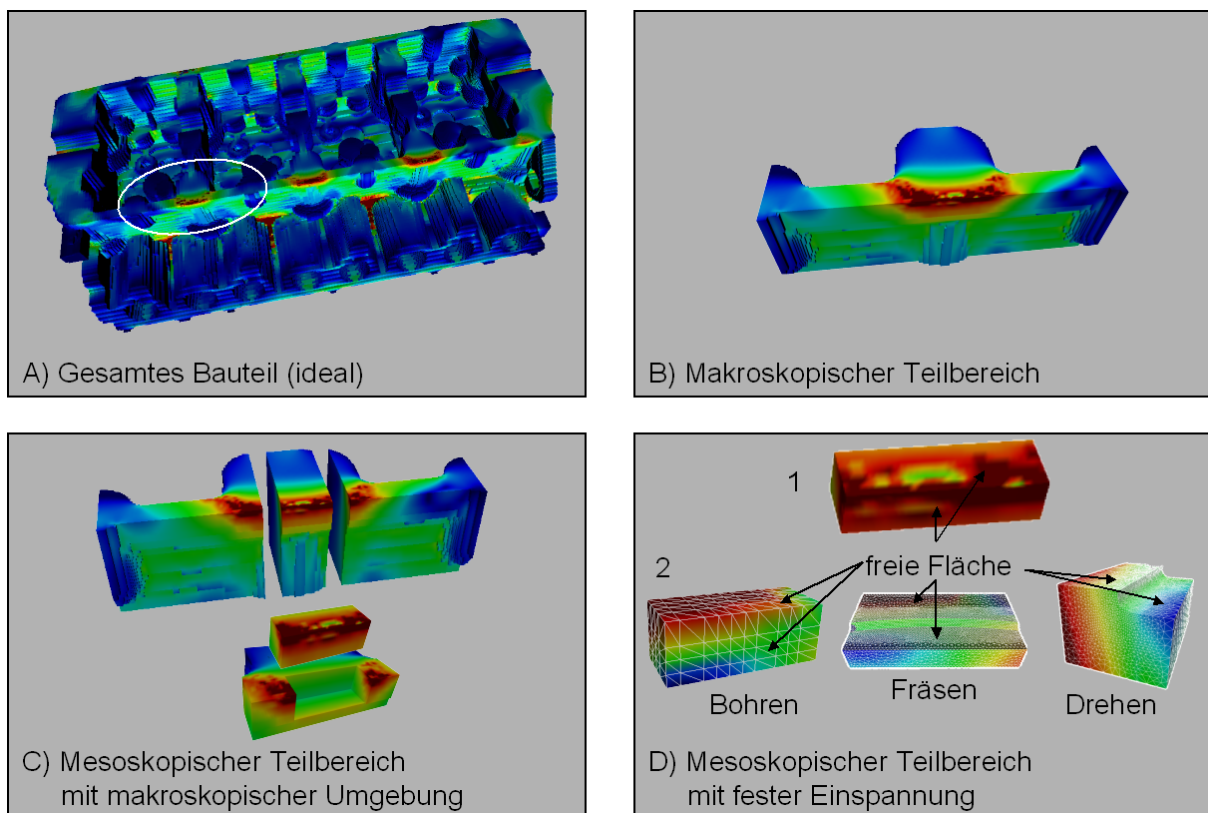 A) Gesamtes Bauteil (ideal)
B) Makroskopischer Teilbereich
C) Mesoskopischer Teilbereich
mit makroskopischer Umgebung
1
freie Fläche
2
Bohren
Fräsen
Drehen
D) Mesoskopischer Teilbereich
mit fester Einspannung